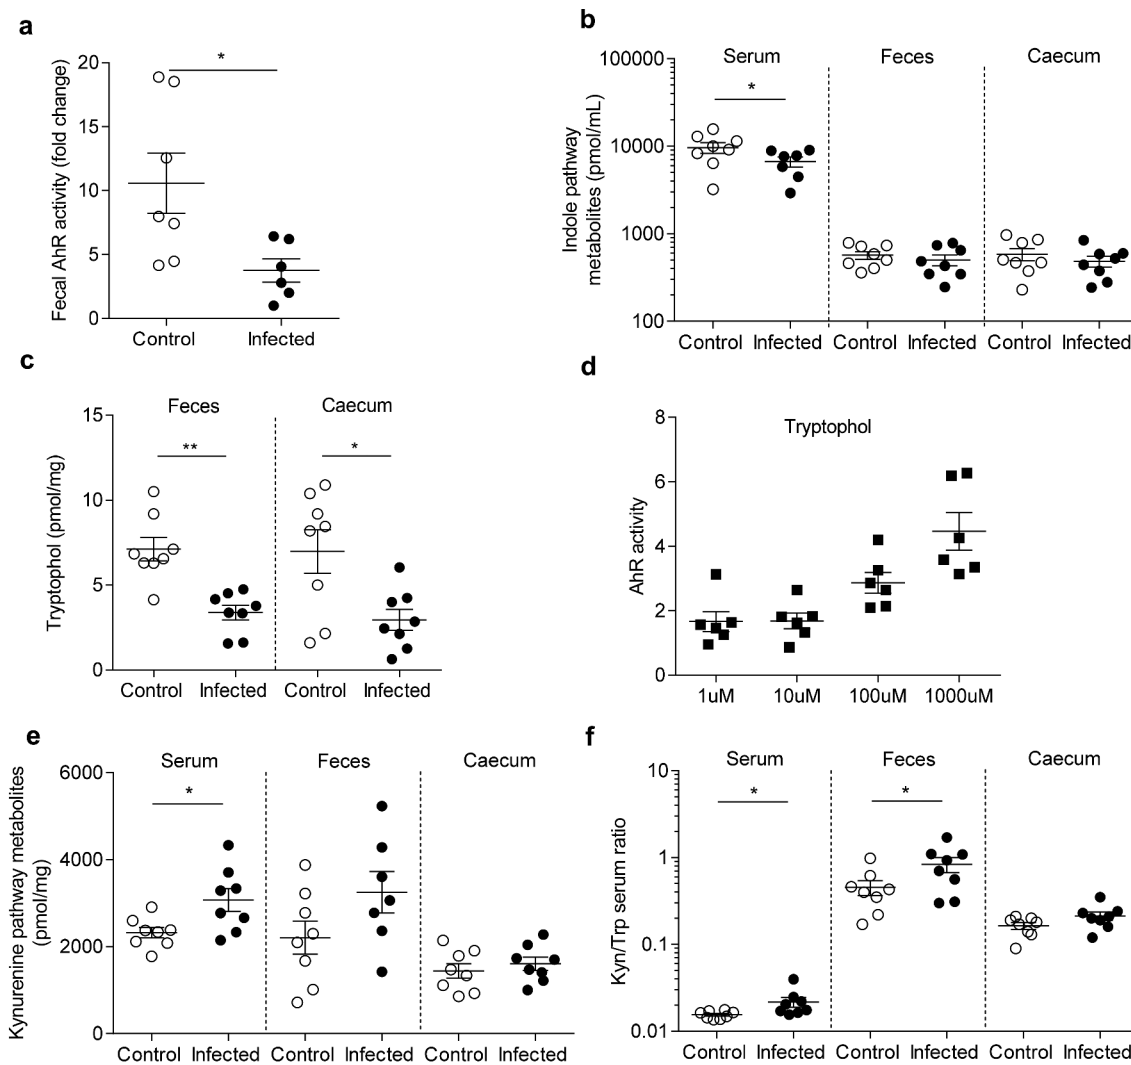 a
Fecal AhR activity (fold change)
20
15
10
5
0
*
Control Infected
b
Indole pathway
metabolites (pmol/mL)
100000
10000
1000
100
Serum Feces Caecum
*
Control Infected Control Infected Control Infected
c
Tryptophol (pmol/mg)
15
10
5
0
Feces Caecum
** *
Control Infected Control Infected
d
AhR activity
8
6
4
2
0
Tryptophol
1uM 10uM 100uM 1000uM
e
Kynurenine pathway metabolites
(pmol/mg)
6000
4000
2000
0
Serum Feces Caecum
*
Control Infected Control Infected Control Infected
f
Kyn/Trp serum ratio
10
1
0.1
0.01
Serum Feces Caecum
* *
Control Infected Control Infected Control Infected